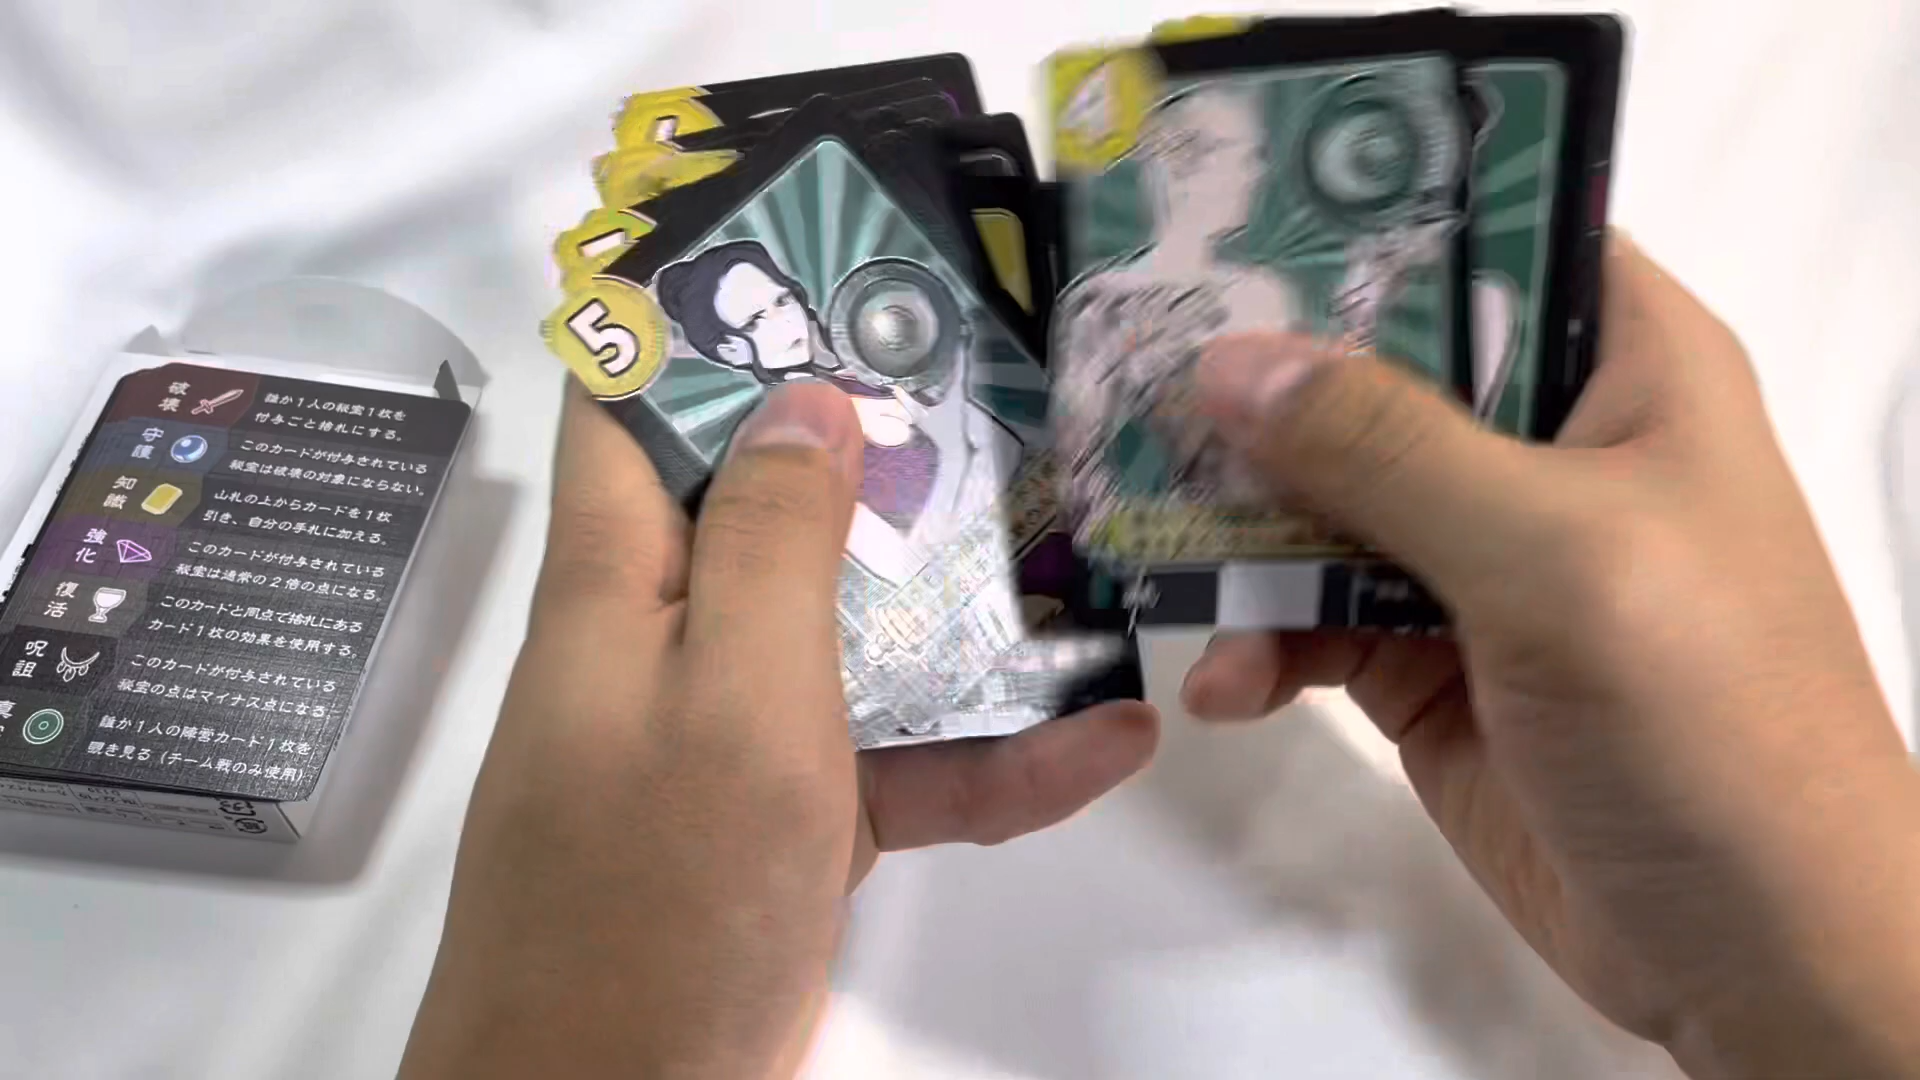 破壊
誰か1人の秘宝1枚を
付与ごと捨札にする。
守護
このカードが付与されている
秘宝は破壊の対象にならない。
知識
山札の上からカードを1枚
引き、自分の手札に加える。
強化
このカードが付与されている
秘宝は通常の2倍の点になる。
復活
このカードと同点で捨札にある
カード1枚の効果を使用する。
呪詛
このカードが付与されている
秘宝の点はマイナス点になる
誰か1人の陣営カード1枚を
覗き見る（チーム戦のみ使用）
5
4